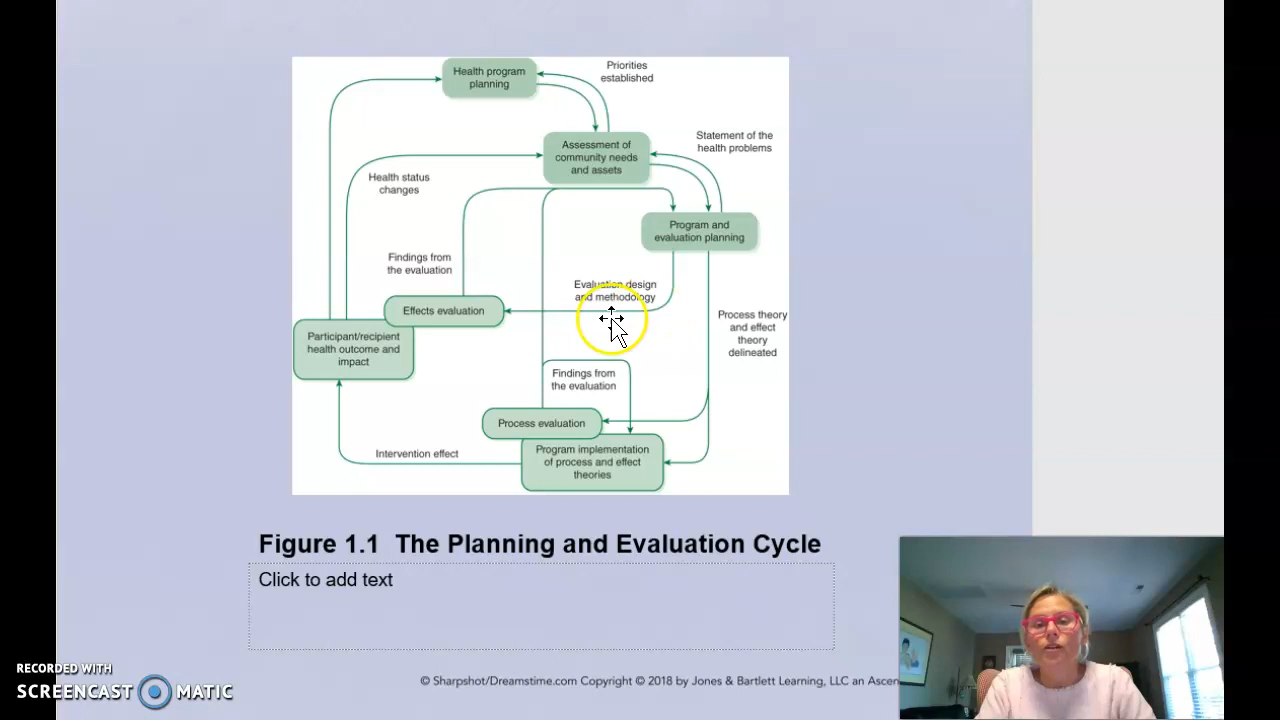 Health program
planning
Priorities
established
Assessment of
community needs
and assets
Statement of the
health problems
Health status
changes
Program and
evaluation planning
Findings from
the evaluation
Evaluation design
and methodology
Effects evaluation
Process theory
and effect
theory
delineated
Participant/recipient
health outcome and
impact
Findings from
the evaluation
Process evaluation
Program implementation
of process and effect
theories
Intervention effect
Figure 1.1 The Planning and Evaluation Cycle
Click to add text
© Sharpshot/Dreamstime.com Copyright © 2018 by Jones & Bartlett Learning, LLC an Ascen
RECORDED WITH
SCREENCAST MATIC